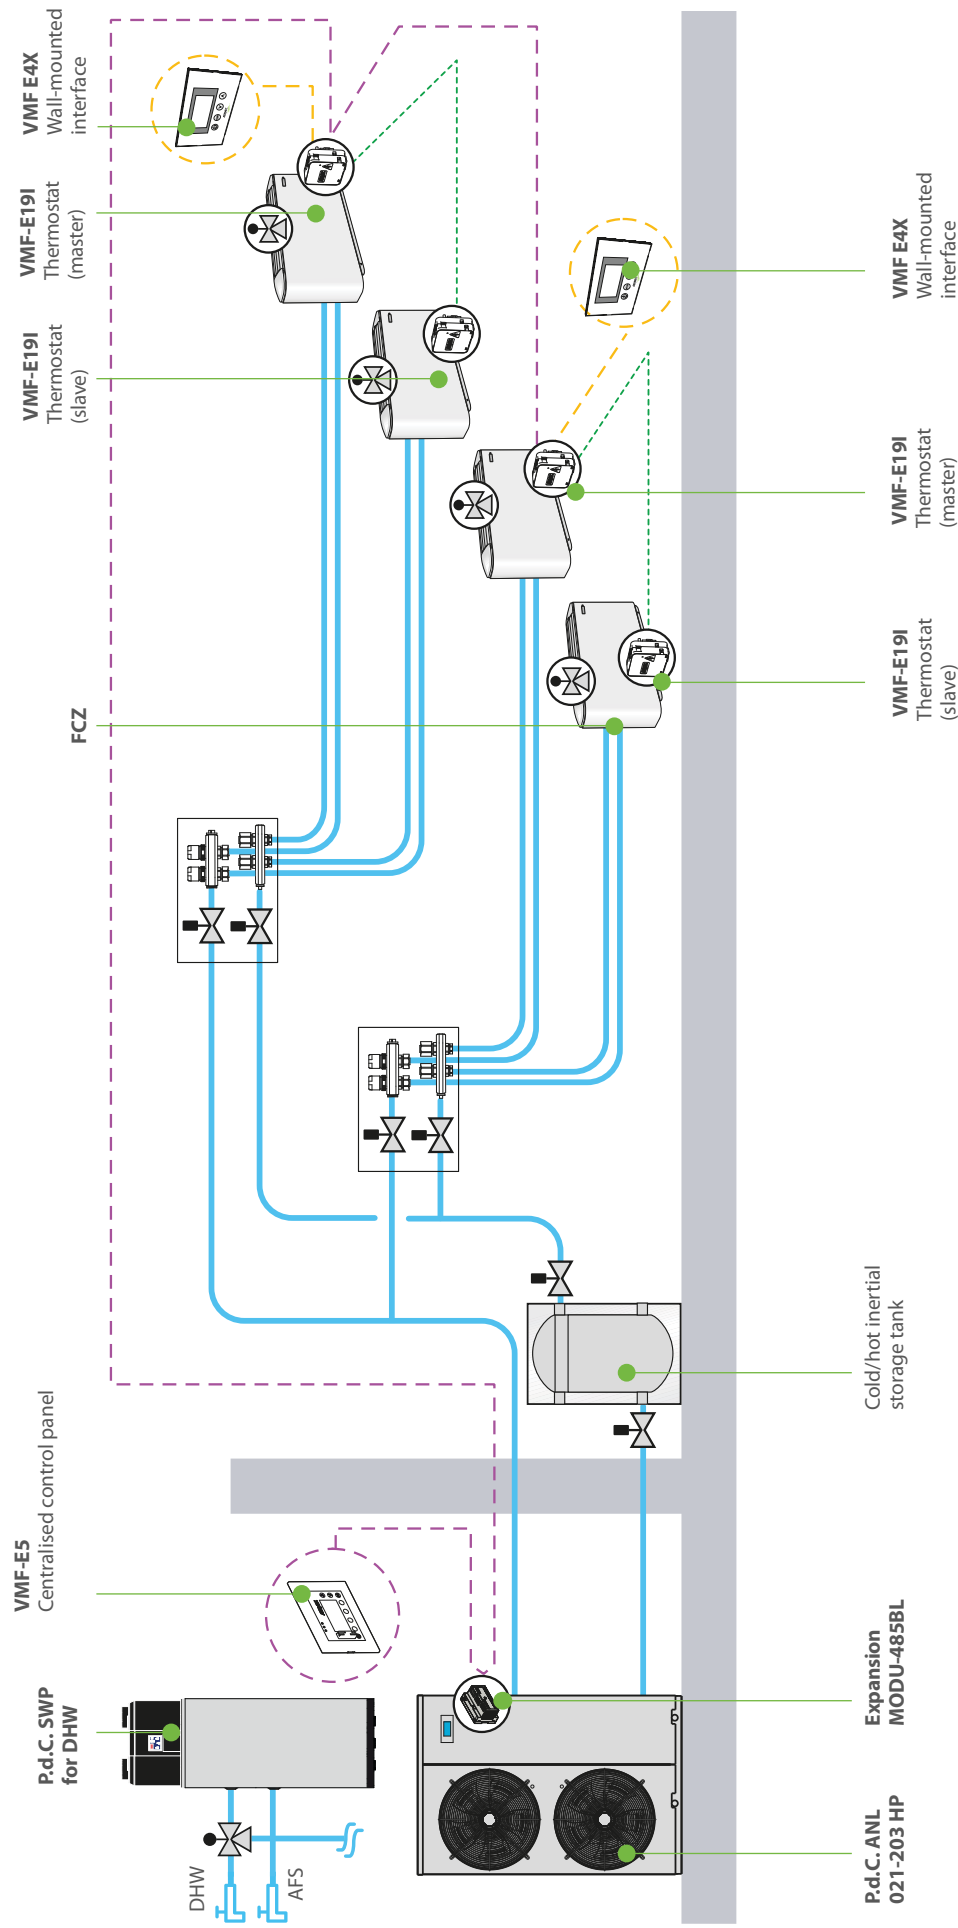 P.d.C. SWP
for DHW
VMF-E5
Centralised control panel
FCZ
VMF-E19I
Thermostat
(slave)
VMF-E19I
Thermostat
(master)
VMF E4X
Wall-mounted
interface
DHW
AFS
P.d.C. ANL
021-203 HP
Expansion
MODU-485BL
Cold/hot inertial
storage tank
VMF-E19I
Thermostat
(slave)
VMF-E19I
Thermostat
(master)
VMF E4X
Wall-mounted
interface